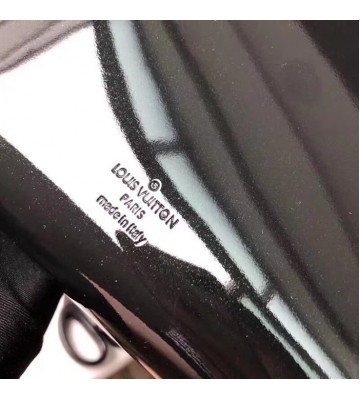 ®
LOUIS VUITTON
PARIS
made in Italy